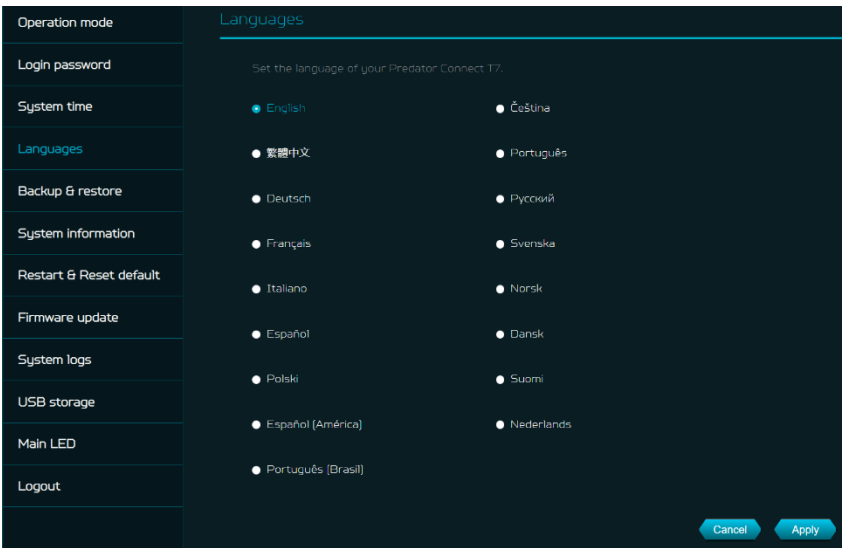 Operation mode
Login password
System time
Languages
Backup & restore
System information
Restart & Reset default
Firmware update
System logs
USB storage
Main LED
Logout
Languages
Set the language of your Predator Connect T7.
English
Čeština
繁體中文
Português
Deutsch
Русский
Français
Svenska
Italiano
Norsk
Español
Dansk
Polski
Suomi
Español (América)
Nederlands
Português (Brasil)
Cancel
Apply